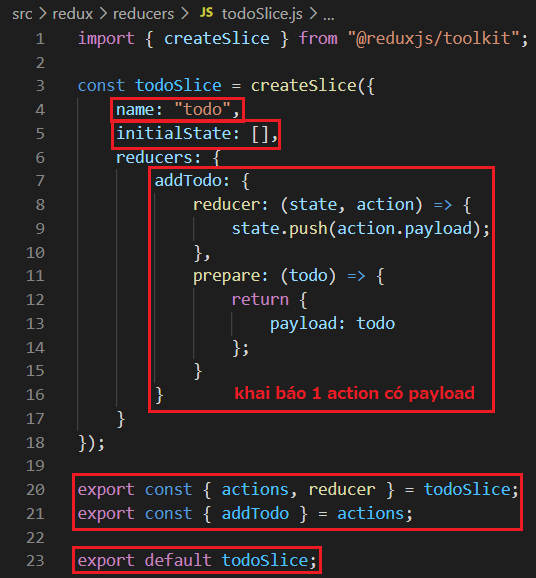 src > redux > reducers > JS todoSlice.js > ...
1 import { createSlice } from "@reduxjs/toolkit";
2
3 const todoSlice = createSlice({
4     name: "todo",
5     initialState: [],
6     reducers: {
7         addTodo: {
8             reducer: (state, action) => {
9                 state.push(action.payload);
10             },
11             prepare: (todo) => {
12                 return {
13                     payload: todo
14                 };
15             }
16         } khai báo 1 action có payload
17     }
18 });
19
20 export const { actions, reducer } = todoSlice;
21 export const { addTodo } = actions;
22
23 export default todoSlice;